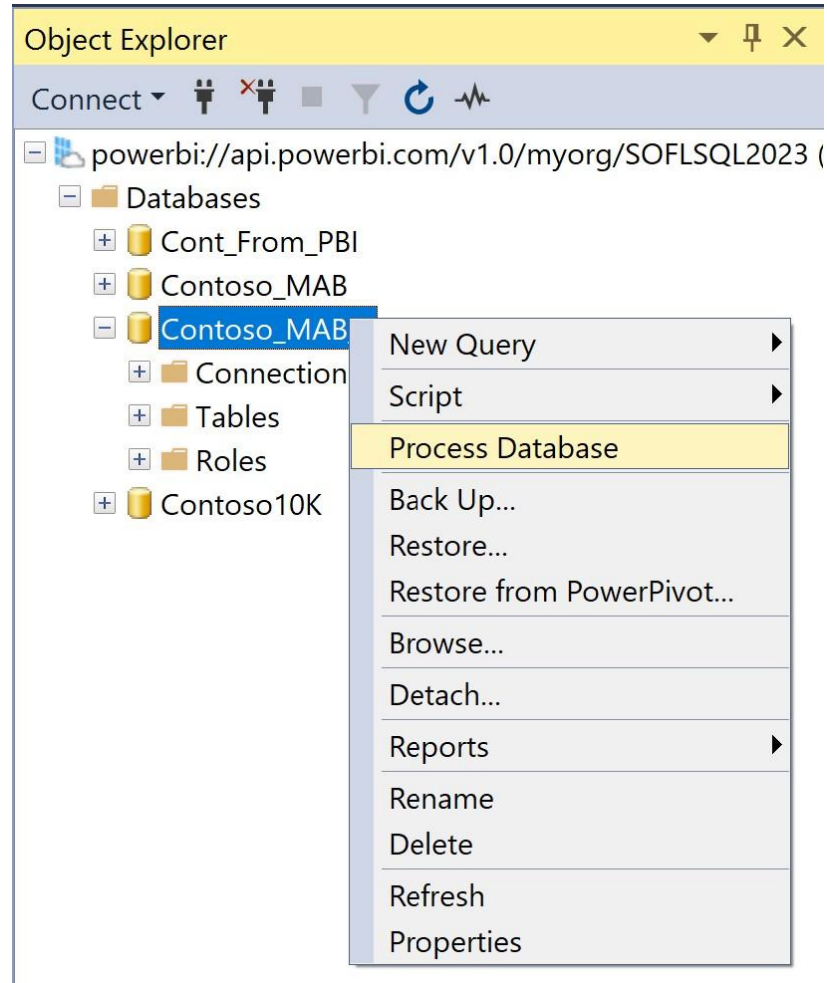 Object Explorer
Connect
powerbi://api.powerbi.com/v1.0/myorg/SOFLSQL2023 (
Databases
Cont_From_PBI
Contoso_MAB
Contoso_MAB_
Connection
Tables
Roles
Contoso10K
New Query
Script
Process Database
Back Up...
Restore...
Restore from PowerPivot...
Browse...
Detach...
Reports
Rename
Delete
Refresh
Properties